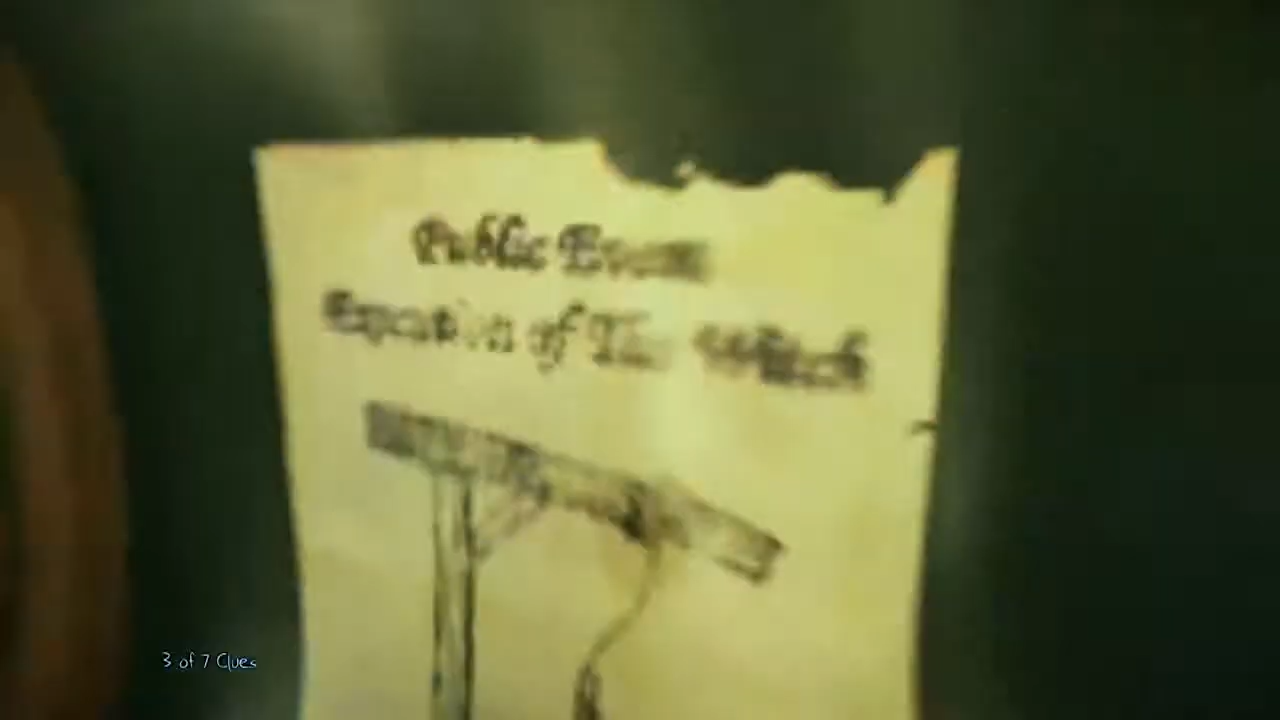 Public Event
Execution of The Witch
3 of 7 Clues